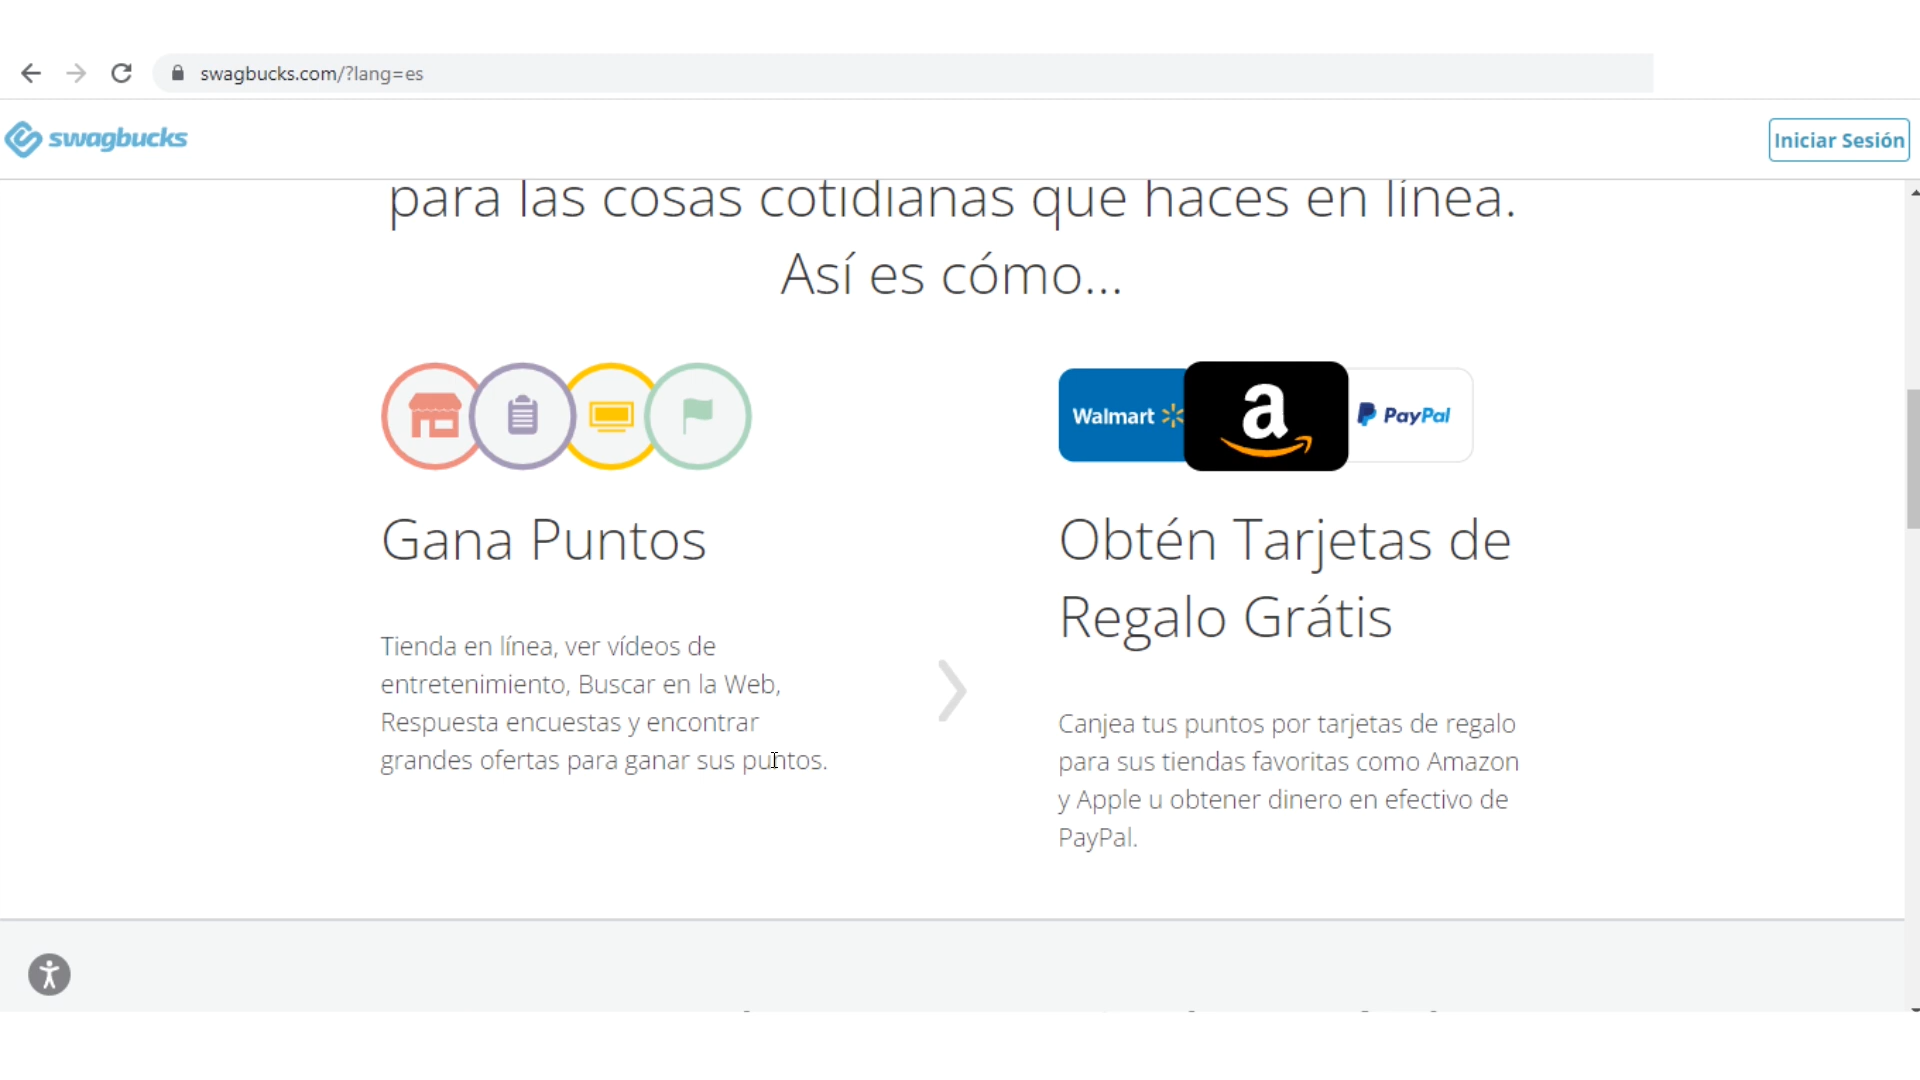 swagbucks.com/?lang=es
swagbucks
Iniciar Sesión
para las cosas cotidianas que haces en línea.
Así es cómo...
Walmart
a
PayPal
Gana Puntos
Obtén Tarjetas de
Regalo Grátis
Tienda en línea, ver vídeos de
entretenimiento, Buscar en la Web,
Respuesta encuestas y encontrar
grandes ofertas para ganar sus puntos.
Canjea tus puntos por tarjetas de regalo
para sus tiendas favoritas como Amazon
y Apple u obtener dinero en efectivo de
PayPal.